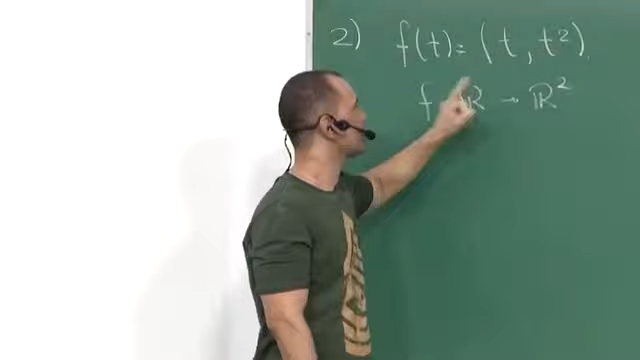 2) f(t) = (t, t²).
f ℝ → ℝ²